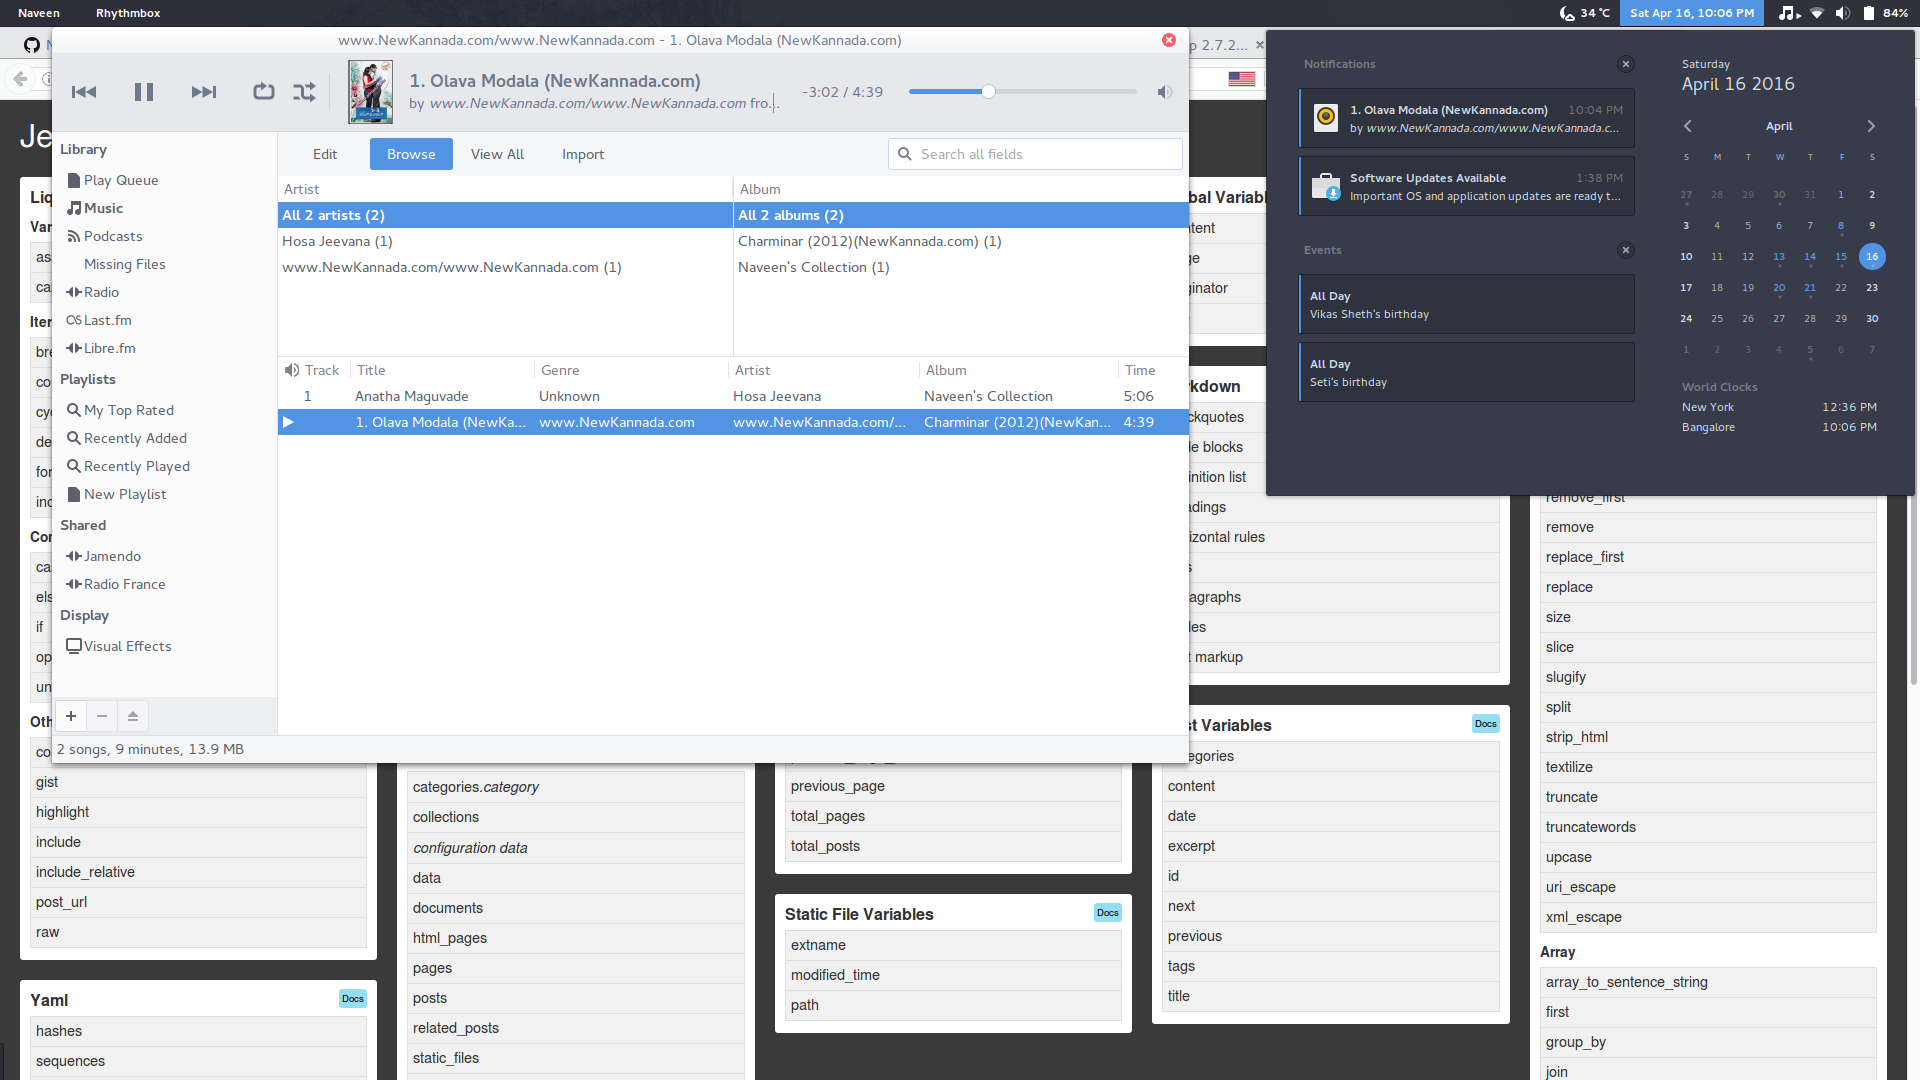 Naveen
Rhythmbox
34 °C
Sat Apr 16, 10:06 PM
84%
www.NewKannada.com/www.NewKannada.com - 1. Olava Modala (NewKannada.com)
p 2.7.2...
1. Olava Modala (NewKannada.com)
by www.NewKannada.com/www.NewKannada.com fro...
-3:02 / 4:39
Je
Library
Play Queue
Music
Podcasts
Missing Files
Radio
Last.fm
Libre.fm
Playlists
My Top Rated
Recently Added
Recently Played
New Playlist
Shared
Jamendo
Radio France
Display
Visual Effects
2 songs, 9 minutes, 13.9 MB
Edit
Browse
View All
Import
Search all fields
Artist
Album
All 2 artists (2)
All 2 albums (2)
Hosa Jeevana (1)
Charminar (2012)(NewKannada.com) (1)
www.NewKannada.com/www.NewKannada.com (1)
Naveen's Collection (1)
Track Title Genre Artist Album Time
1 Anatha Maguvade Unknown Hosa Jeevana Naveen's Collection 5:06
1. Olava Modala (NewKa... www.NewKannada.com www.NewKannada.com/... Charminar (2012)(NewKan... 4:39
Notifications
1. Olava Modala (NewKannada.com) 10:04 PM
by www.NewKannada.com/www.NewKannada.c...
Software Updates Available 1:38 PM
Important OS and application updates are ready t...
Events
All Day
Vikas Sheth's birthday
All Day
Seti's birthday
Saturday
April 16 2016
April
S M T W T F S
27 28 29 30 31 1 2
3 4 5 6 7 8 9
10 11 12 13 14 15 16
17 18 19 20 21 22 23
24 25 26 27 28 29 30
1 2 3 4 5 6 7
World Clocks
New York 12:36 PM
Bangalore 10:06 PM
Liq
Var
as
ca
Iter
bre
co
cyc
de
for
inc
Cor
ca
els
if
op
un
Oth
co
gist
highlight
include
include_relative
post_url
raw
Yaml
Docs
hashes
sequences
categories.category
collections
configuration data
data
documents
html_pages
pages
posts
related_posts
static_files
previous_page
total_pages
total_posts
Static File Variables
Docs
extname
modified_time
path
bal Variabl
tent
ge
ginator
rkdown
ckquotes
le blocks
inition list
adings
izontal rules
s
agraphs
les
t markup
st Variables
Docs
egories
content
date
excerpt
id
next
previous
tags
title
remove_first
remove
replace_first
replace
size
slice
slugify
split
strip_html
textilize
truncate
truncatewords
upcase
uri_escape
xml_escape
Array
array_to_sentence_string
first
group_by
join